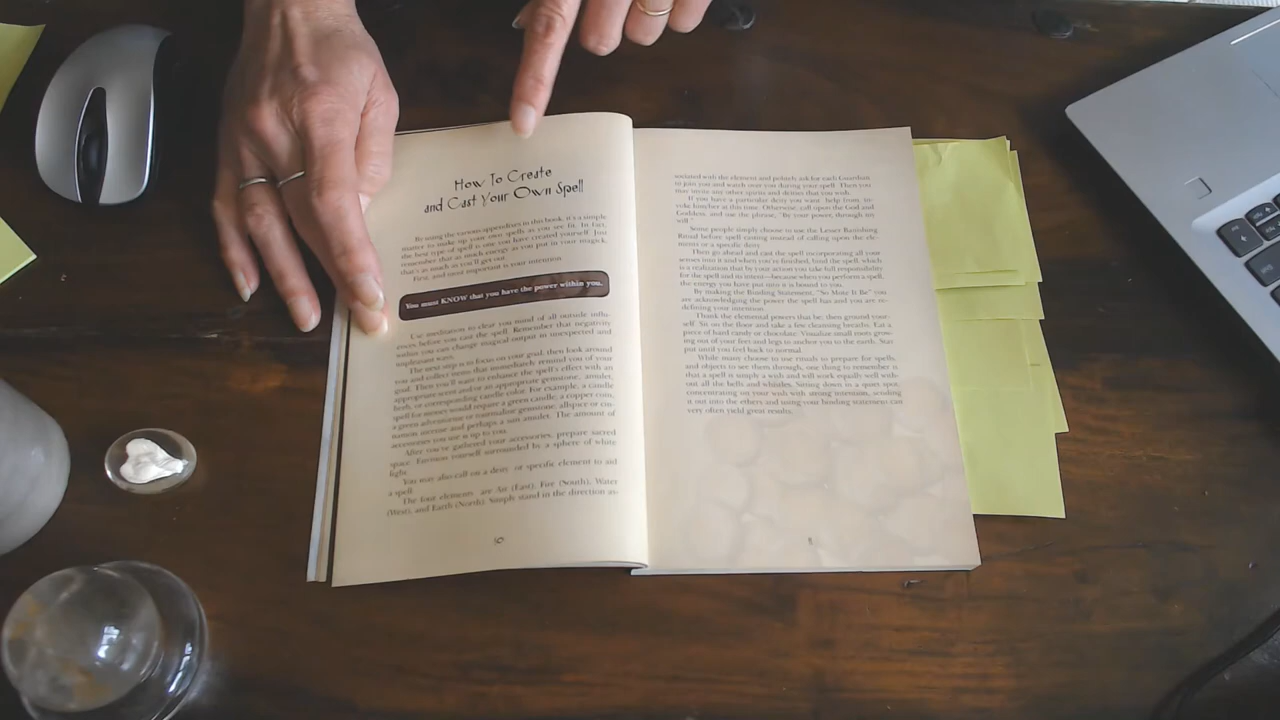 How To Create
and Cast Your Own Spell
By using the various appendixes in this book, it's a simple
matter to make up your own spells as you see fit. In fact,
the best type of spell is any you have created yourself. Just
remember that as much energy as you put in your magick,
that's as much as you'll get out.
First, and most important is your intention.
You must KNOW that you have the power within you.
Use meditation to clear you mind of all outside influ-
ences before you cast the spell. Remember that negativity
within you can change magical output in unexpected and
unpleasant ways.
The next step is to focus on your goal, then look around
you and collect items that immediately remind you of your
goal. Then you'll want to enhance the spell's effect with an
appropriate scent and/or an appropriate gemstone, amulet,
herb, or corresponding candle color. For example, a candle
spell for money would require a green candle, a copper coin,
a green adventurine or tourmaline gemstone, allspice or cin-
namon incense and perhaps a sun amulet. The amount of
accessories you use is up to you.
After you've gathered your accessories, prepare sacred
space. Envision yourself surrounded by a sphere of white
light.
You may also call on a deity or specific element to aid
a spell.
The four elements are Air (East), Fire (South), Water
(West), and Earth (North). Simple stand in the direction as-
10
sociated with the element and politely ask for each Guardian
to join you and watch over you during your spell. Then you
may invite any other spirits and deities that you wish.
If you have a particular deity you want help from, in-
voke him/her at this time. Otherwise, call upon the God and
Goddess, and use the phrase, "By your power, through my
will."
Some people simply choose to use the Lesser Banishing
Ritual before spell casting instead of calling upon the ele-
ments or a specific deity.
Then go ahead and cast the spell incorporating all your
senses into it and when you're finished, bind the spell, which
is a realization that by your action you take full responsibility
for the spell and its intent—because when you perform a spell,
the energy you have put into it is bound to you.
By making the Binding Statement, "So Mote It Be" you
are acknowledging the power the spell has and you are re-
defining your intention.
Thank the elemental powers that be, then ground your-
self. Sit on the floor and take a few cleansing breaths. Eat a
piece of hard candy or chocolate. Visualize small roots grow-
ing out of your feet and legs to anchor you to the earth. Stay
put until you feel back to normal.
While many choose to use rituals to prepare for spells,
and objects to see them through, one thing to remember is
that a spell is simply a wish and will work equally well with-
out all the bells and whistles. Sitting down in a quiet spot,
concentrating on your wish with strong intention, sending
it out into the ethers and using your binding statement can
very often yield great results.